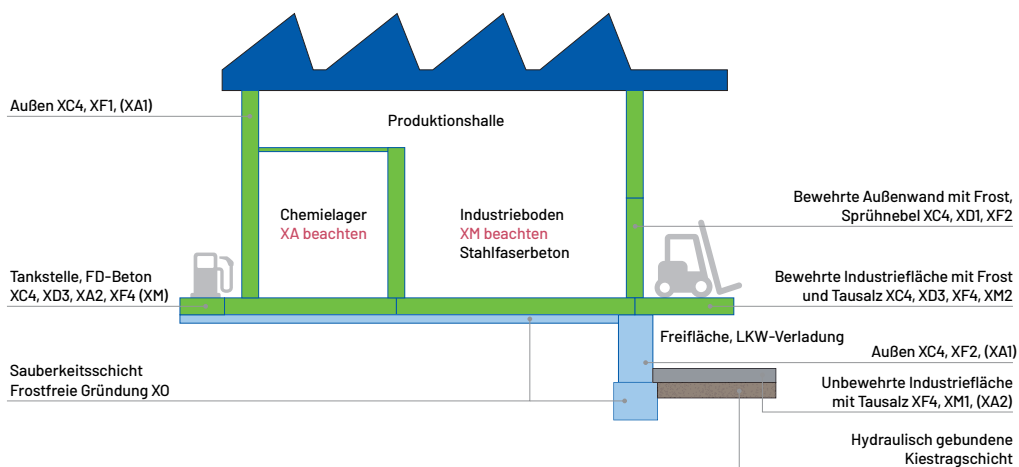 Außen XC4, XF1, (XA1)
Produktionshalle
Chemielager
XA beachten
Industrieboden
XM beachten
Stahlfaserbeton
Bewehrte Außenwand mit Frost,
Sprühnebel XC4, XD1, XF2
Tankstelle, FD-Beton
XC4, XD3, XA2, XF4 (XM)
Bewehrte Industriefläche mit Frost
und Tausalz XC4, XD3, XF4, XM2
Freifläche, LKW-Verladung
Außen XC4, XF2, (XA1)
Sauberkeitsschicht
Frostfreie Gründung X0
Unbewehrte Industriefläche
mit Tausalz XF4, XM1, (XA2)
Hydraulisch gebundene
Kiestragschicht